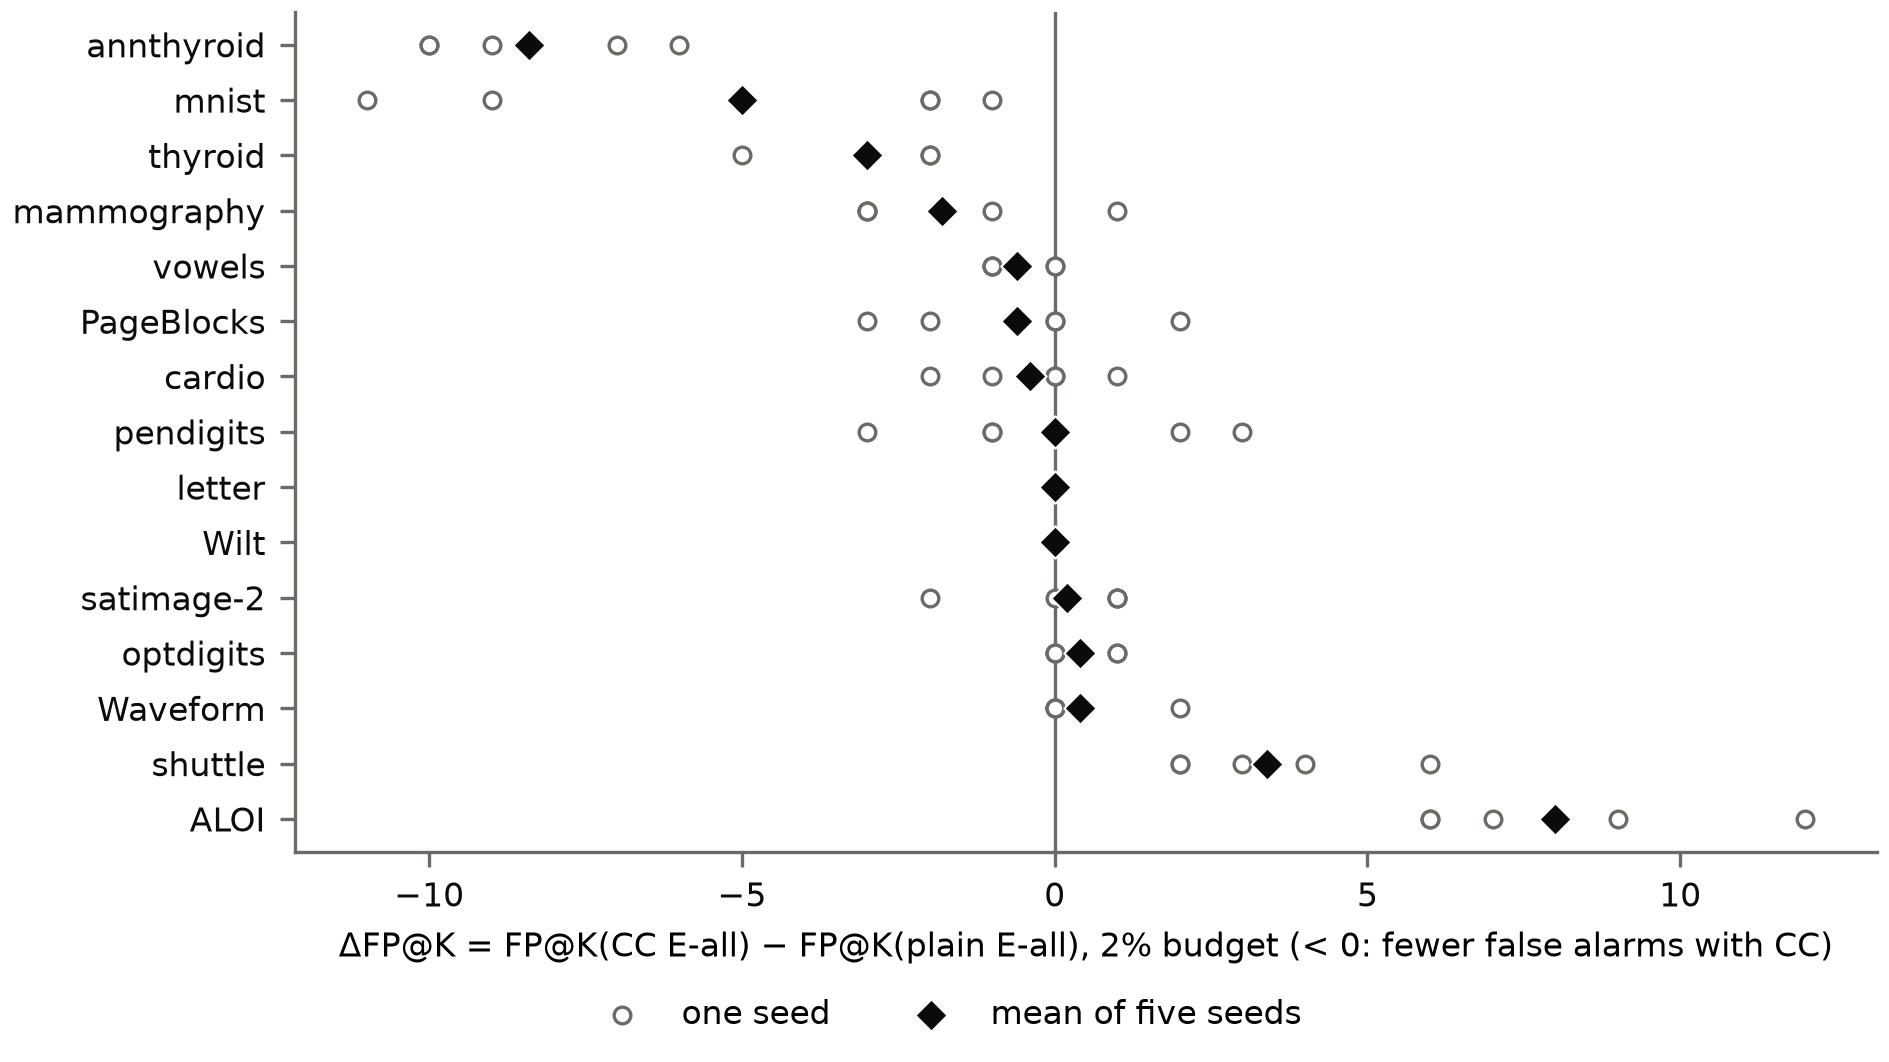 annthyroid
mnist
thyroid
mammography
vowels
PageBlocks
cardio
pendigits
letter
Wilt
satimage-2
optdigits
Waveform
shuttle
ALOI
−10 −5 0 5 10
ΔFP@K = FP@K(CC E-all) − FP@K(plain E-all), 2% budget (< 0: fewer false alarms with CC)
one seed mean of five seeds